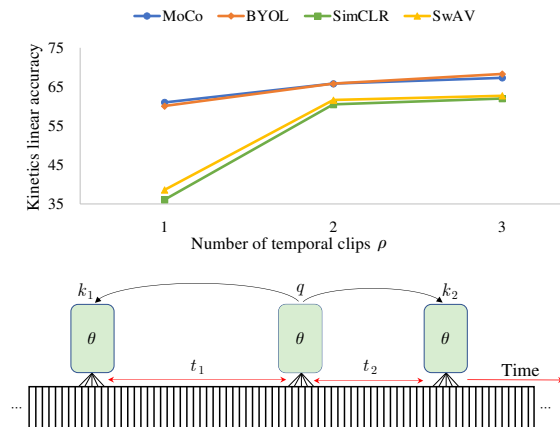 MoCo BYOL SimCLR SwAV
75
65
55
45
35
Kinetics linear accuracy
1 2 3
Number of temporal clips ρ
k₁ q k₂
θ θ θ
t₁ t₂ Time
... ...